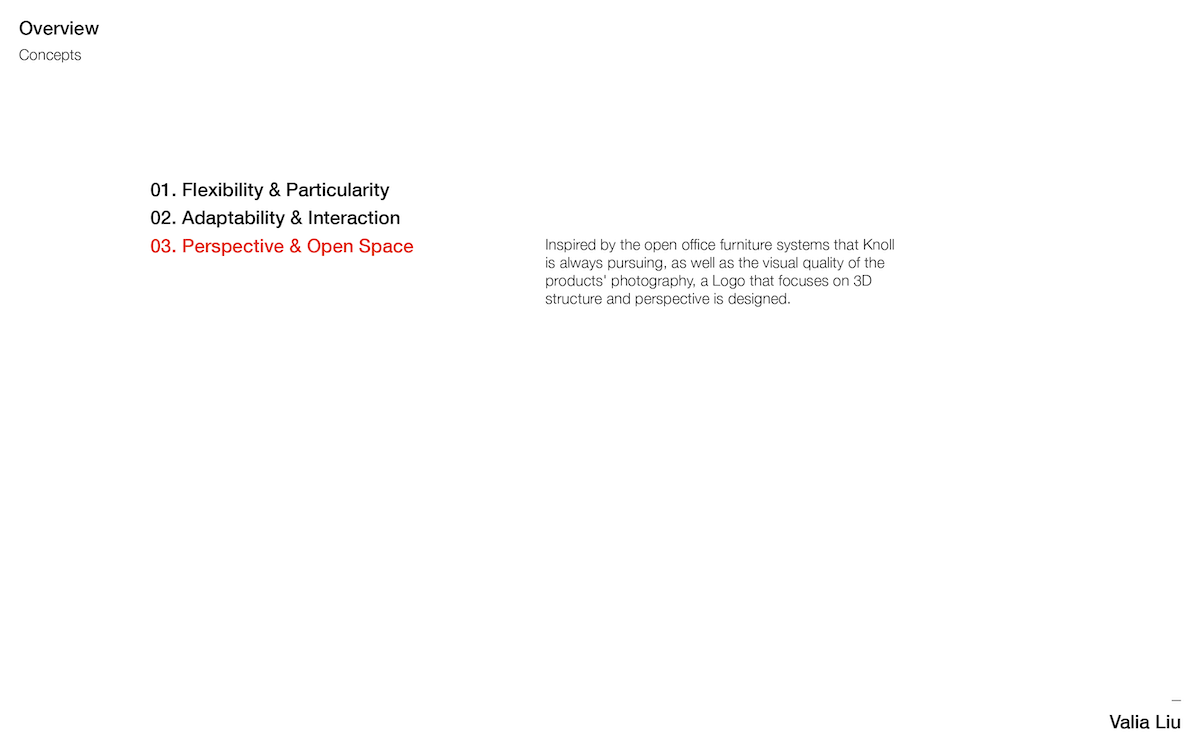 Overview
Concepts
01. Flexibility & Particularity
02. Adaptability & Interaction
03. Perspective & Open Space
Inspired by the open office furniture systems that Knoll
is always pursuing, as well as the visual quality of the
products' photography, a Logo that focuses on 3D
structure and perspective is designed.
—
Valia Liu